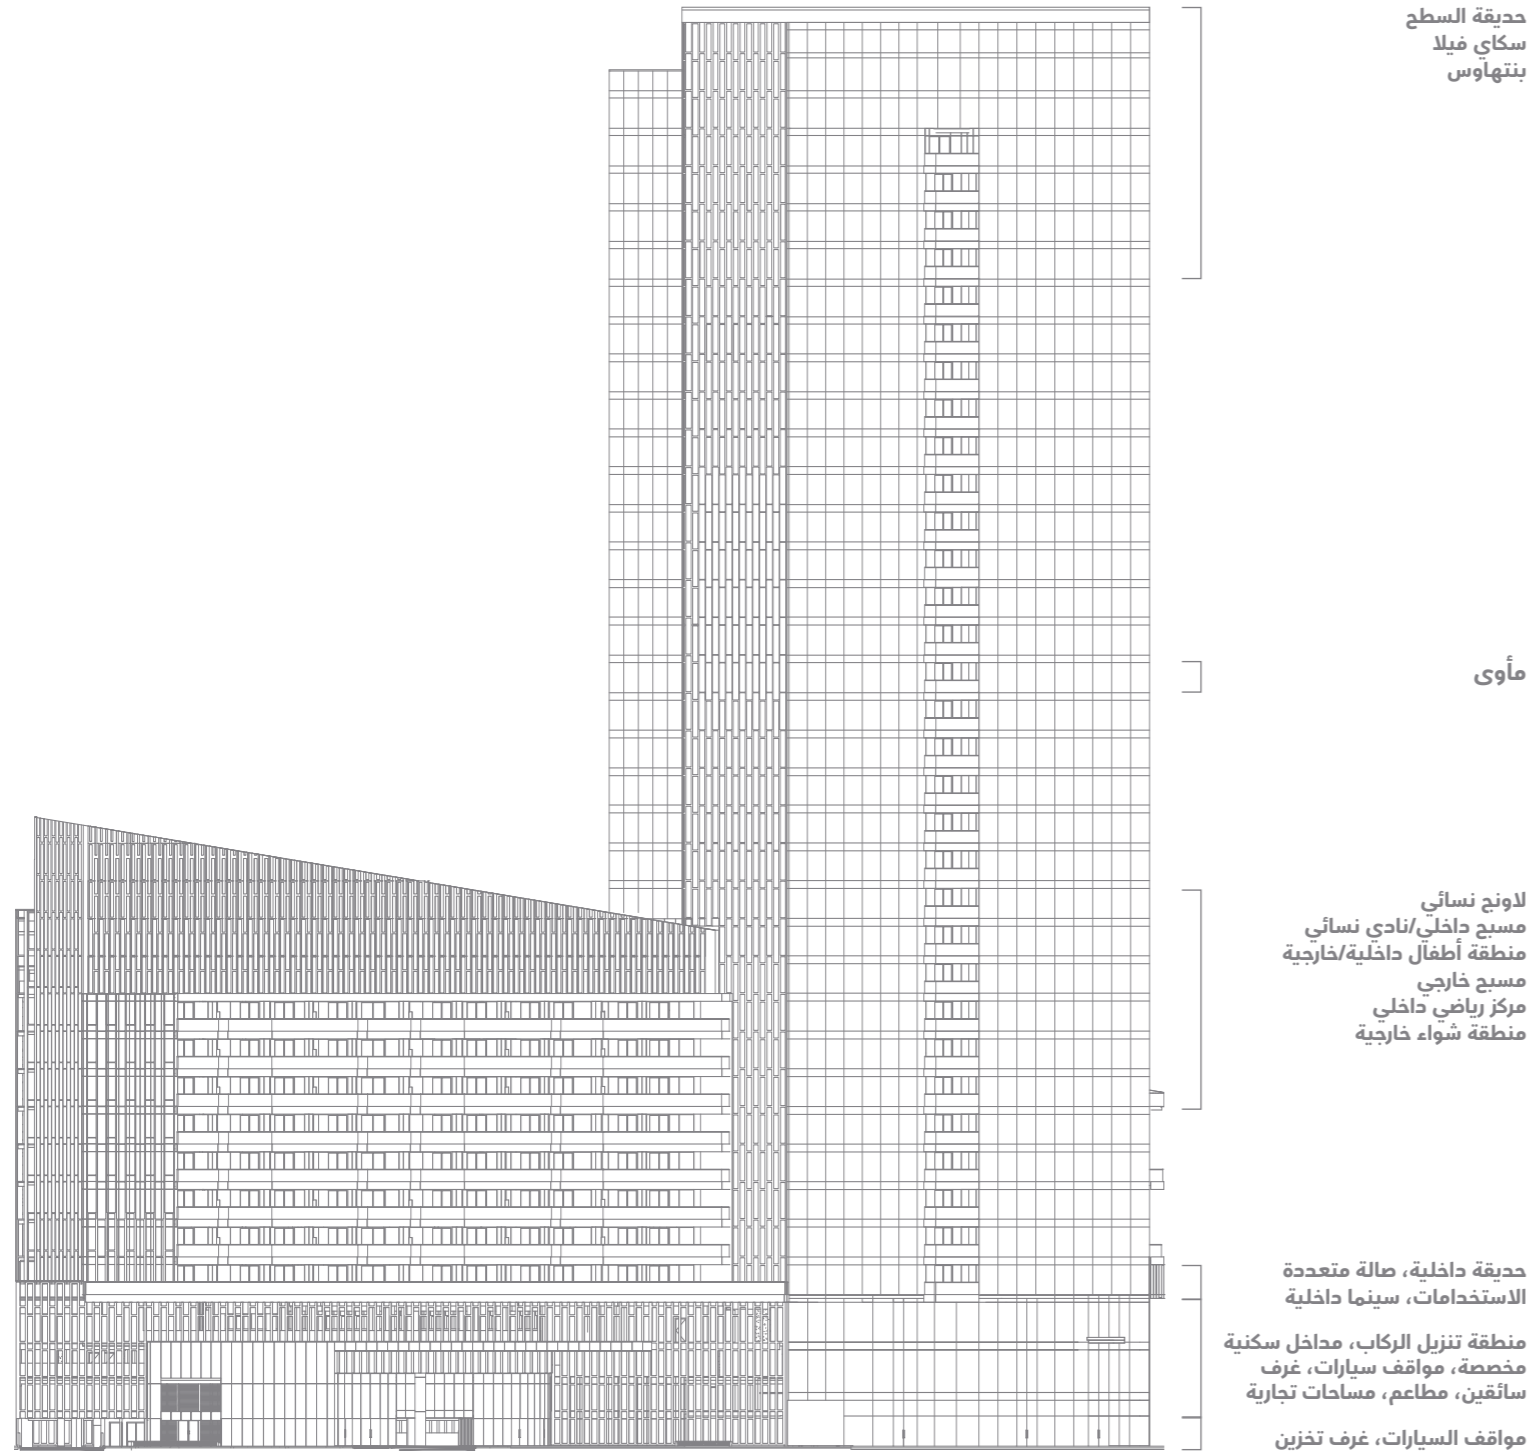 حديقة السطح
سكاي فيلا
بنتهاوس
مأوى
لاونج نسائي
مسبح داخلي/نادي نسائي
منطقة أطفال داخلية/خارجية
مسبح خارجي
مركز رياضي داخلي
منطقة شواء خارجية
حديقة داخلية، صالة متعددة
الاستخدامات، سينما داخلية
منطقة تنزيل الركاب، مداخل سكنية
مخصصة، مواقف سيارات، غرف
سائقين، مطاعم، مساحات تجارية
مواقف السيارات، غرف تخزين